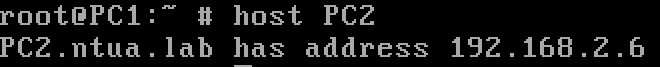 root@PC1:~ # host PC2
PC2.ntua.lab has address 192.168.2.6